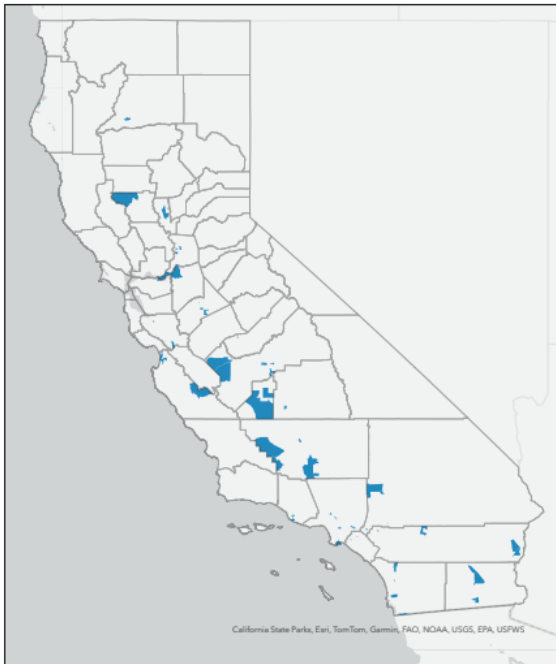 California State Parks, Esri, TomTom, Garmin, FAO, NOAA, USGS, EPA, USFWS